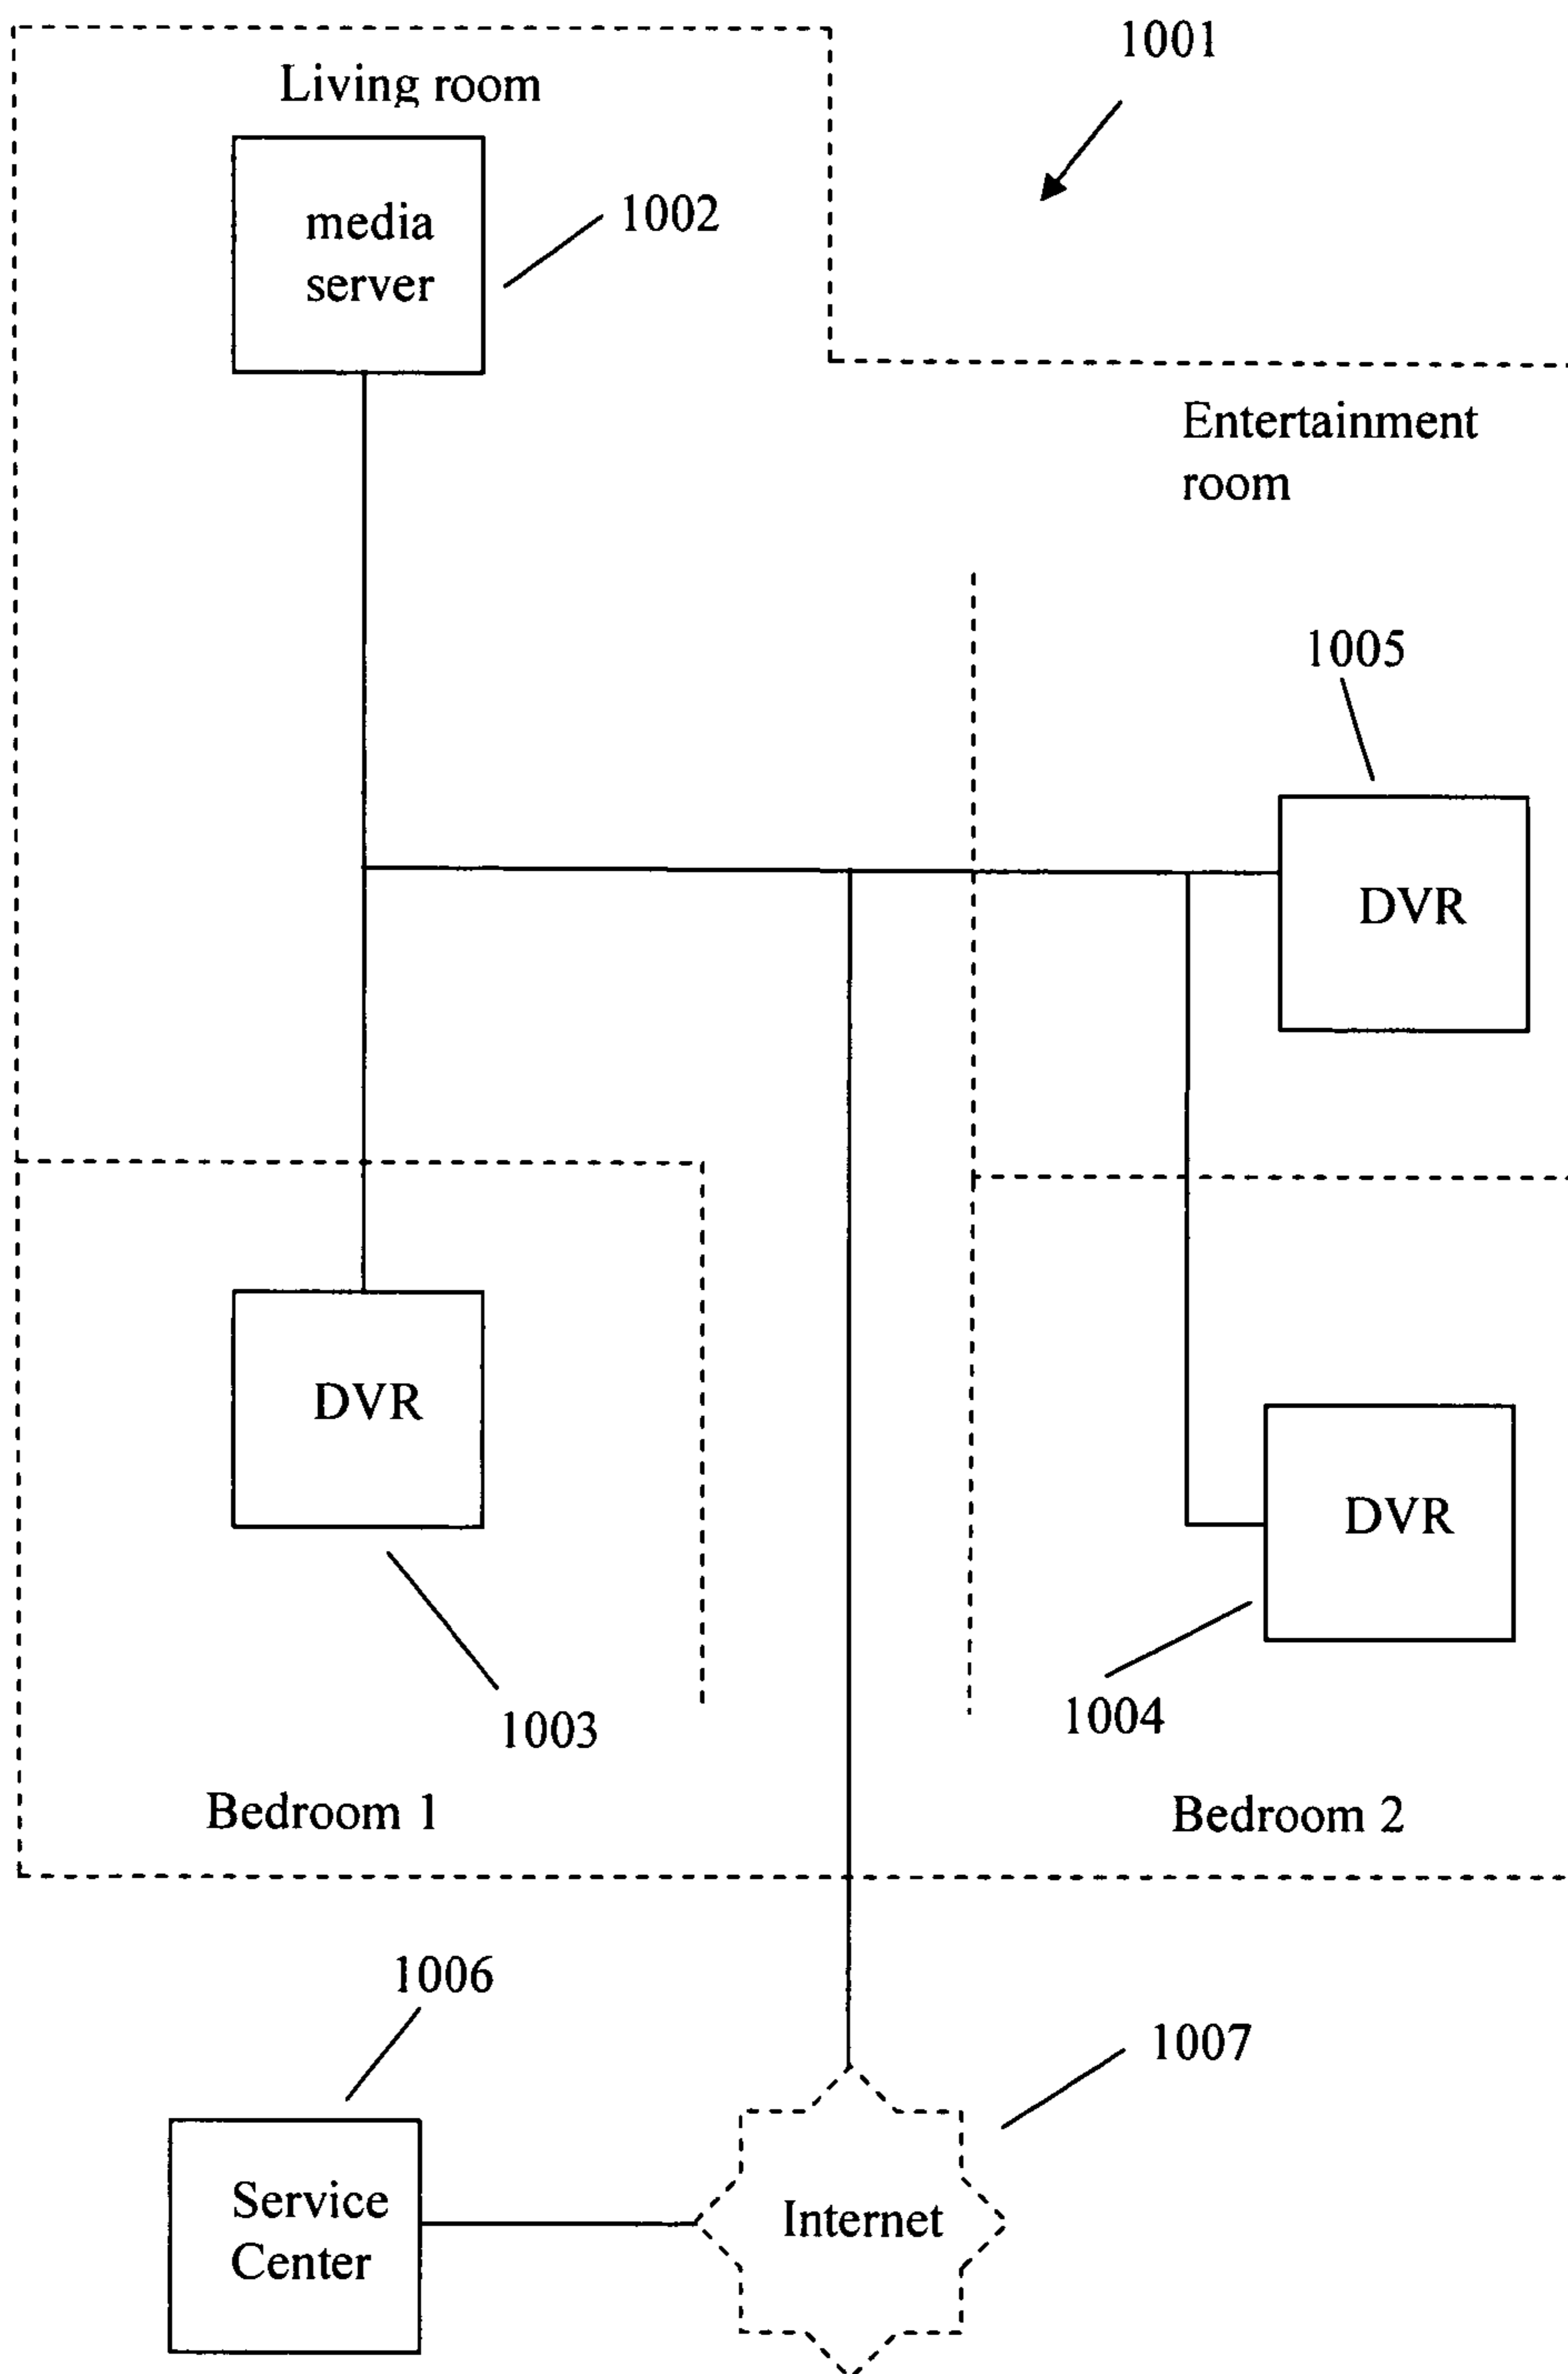 1001
Living room
media
server
1002
Entertainment
room
1005
DVR
DVR
DVR
1003
1004
Bedroom 1
Bedroom 2
1006
1007
Service
Center
Internet